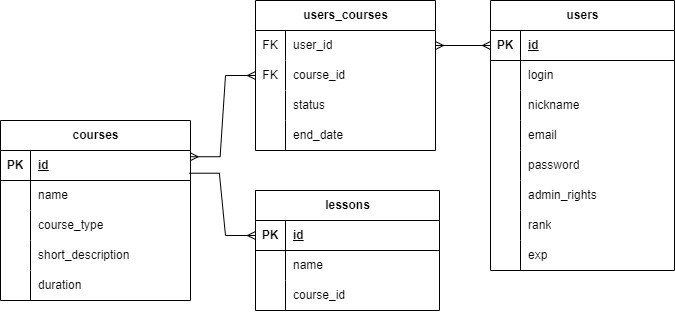 users_courses
FK user_id
FK course_id
status
end_date
users
PK id
login
nickname
email
password
admin_rights
rank
exp
courses
PK id
name
course_type
short_description
duration
lessons
PK id
name
course_id